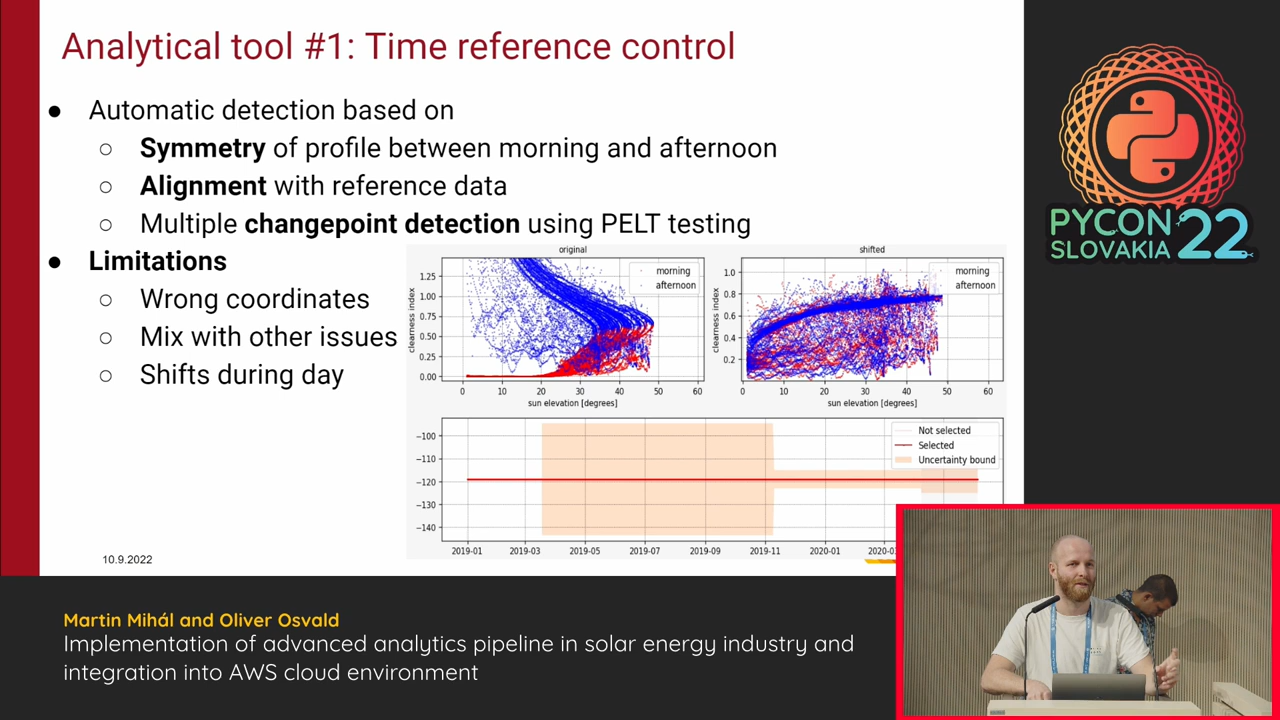 Analytical tool #1: Time reference control
● Automatic detection based on
○ Symmetry of profile between morning and afternoon
○ Alignment with reference data
○ Multiple changepoint detection using PELT testing
● Limitations
○ Wrong coordinates
○ Mix with other issues
○ Shifts during day
original
clearness index
1.25
1.00
0.75
0.50
0.25
0.00
morning
afternoon
0 10 20 30 40 50 60
sun elevation [degrees]
shifted
clearness index
1.0
0.8
0.6
0.4
0.2
morning
afternoon
0 10 20 30 40 50 60
sun elevation [degrees]
−100
−110
−120
−130
−140
Not selected
Selected
Uncertainty bound
2019-01 2019-03 2019-05 2019-07 2019-09 2019-11 2020-01
10.9.2022
PYCON
SLOVAKIA
22
Martin Mihál and Oliver Osvald
Implementation of advanced analytics pipeline in solar energy industry and
integration into AWS cloud environment